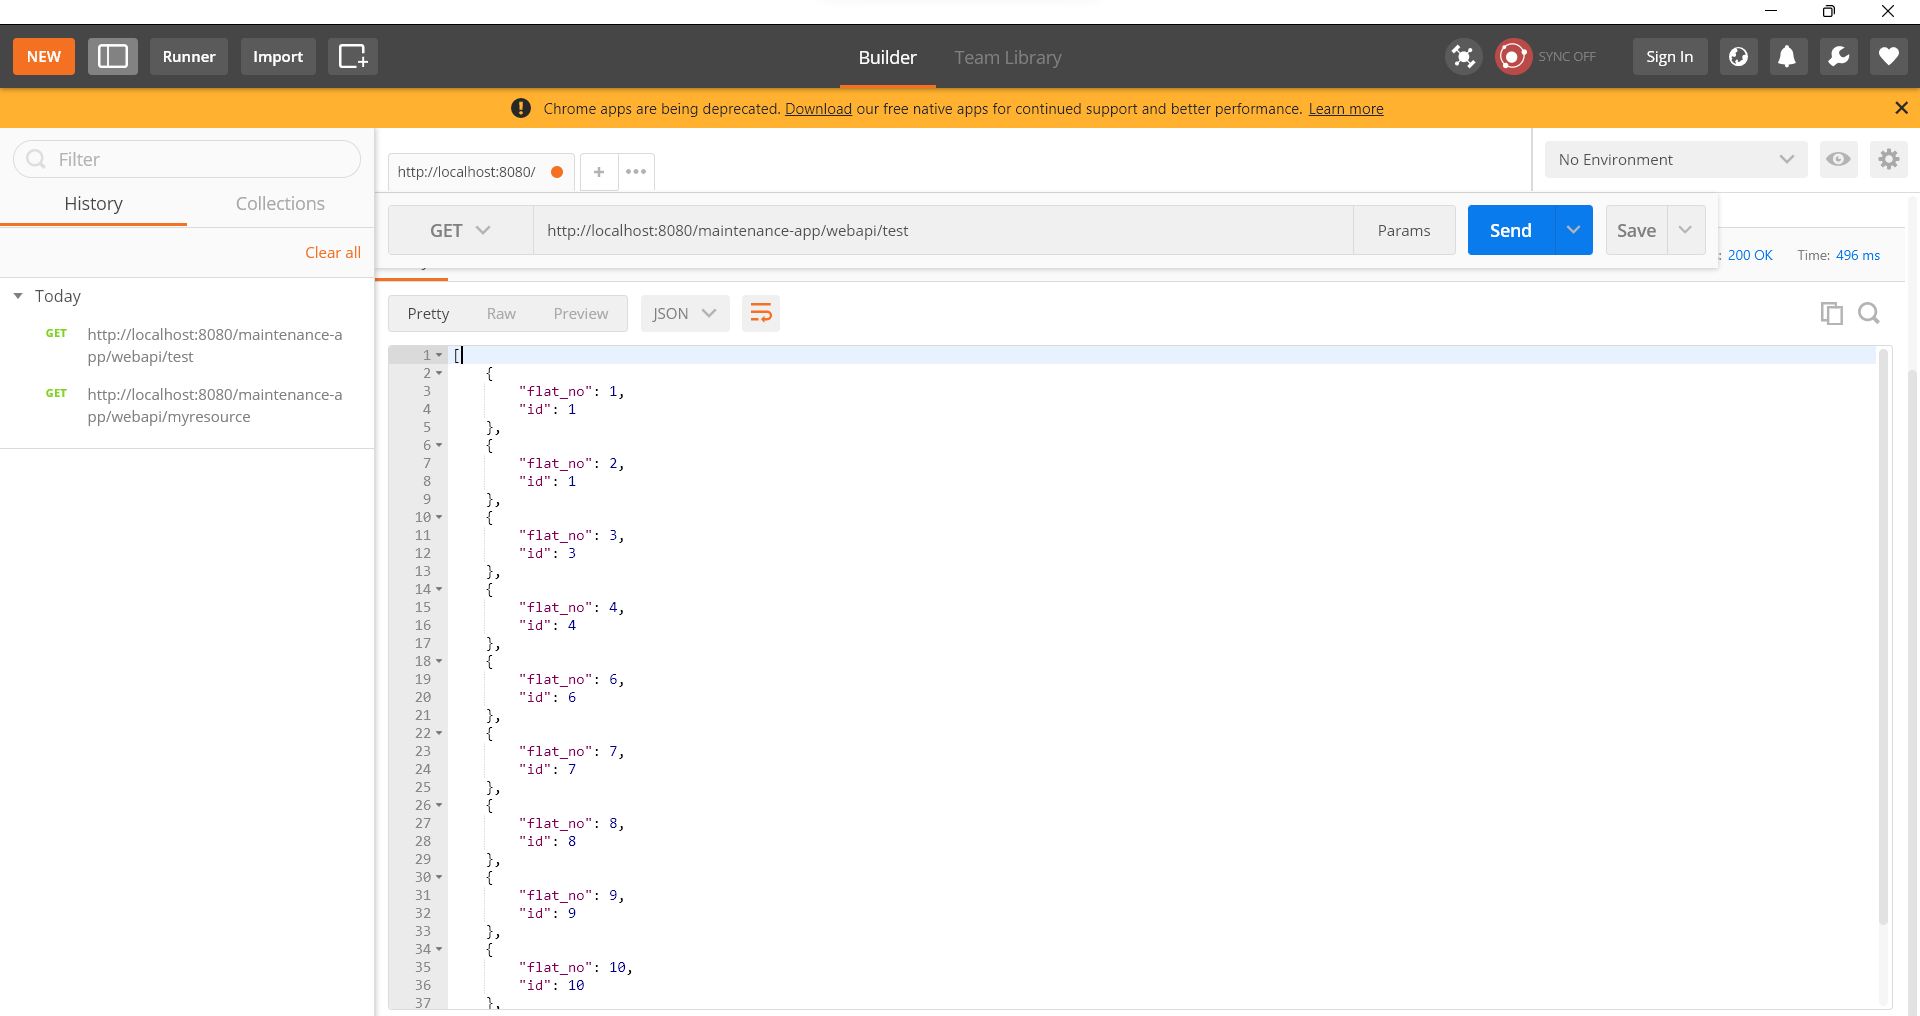 NEW
Runner
Import
Builder
Team Library
SYNC OFF
Sign In
Chrome apps are being deprecated. Download our free native apps for continued support and better performance. Learn more
Filter
History
Collections
Clear all
Today
GET http://localhost:8080/maintenance-a
pp/webapi/test
GET http://localhost:8080/maintenance-a
pp/webapi/myresource
http://localhost:8080/
+
No Environment
GET
http://localhost:8080/maintenance-app/webapi/test
Params
Send
Save
: 200 OK
Time: 496 ms
Pretty
Raw
Preview
JSON
1 [
2 {
3 "flat_no": 1,
4 "id": 1
5 },
6 {
7 "flat_no": 2,
8 "id": 1
9 },
10 {
11 "flat_no": 3,
12 "id": 3
13 },
14 {
15 "flat_no": 4,
16 "id": 4
17 },
18 {
19 "flat_no": 6,
20 "id": 6
21 },
22 {
23 "flat_no": 7,
24 "id": 7
25 },
26 {
27 "flat_no": 8,
28 "id": 8
29 },
30 {
31 "flat_no": 9,
32 "id": 9
33 },
34 {
35 "flat_no": 10,
36 "id": 10
37 },